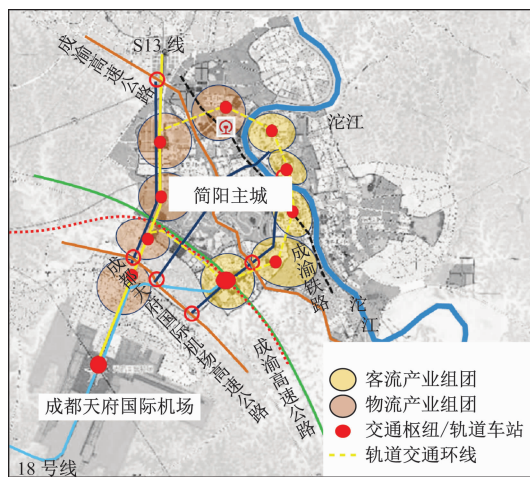 S13 线
成渝高速公路
沱江
简阳主城
成都天府国际机场高速公路
成渝铁路
沱江
成渝高速公路
成都天府国际机场
18 号线
客流产业组团
物流产业组团
交通枢纽/轨道车站
轨道交通环线